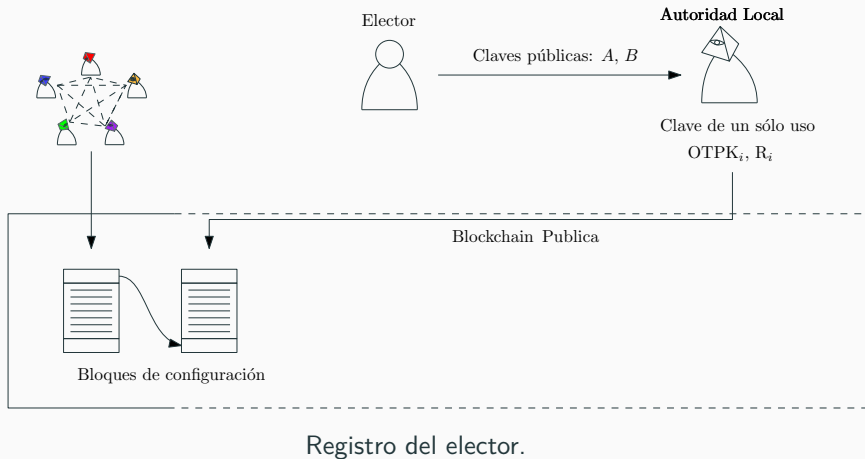 Autoridad Local
Elector
Claves públicas: A, B
Clave de un sólo uso
OTPKᵢ, Rᵢ
Blockchain Publica
Bloques de configuración
Registro del elector.